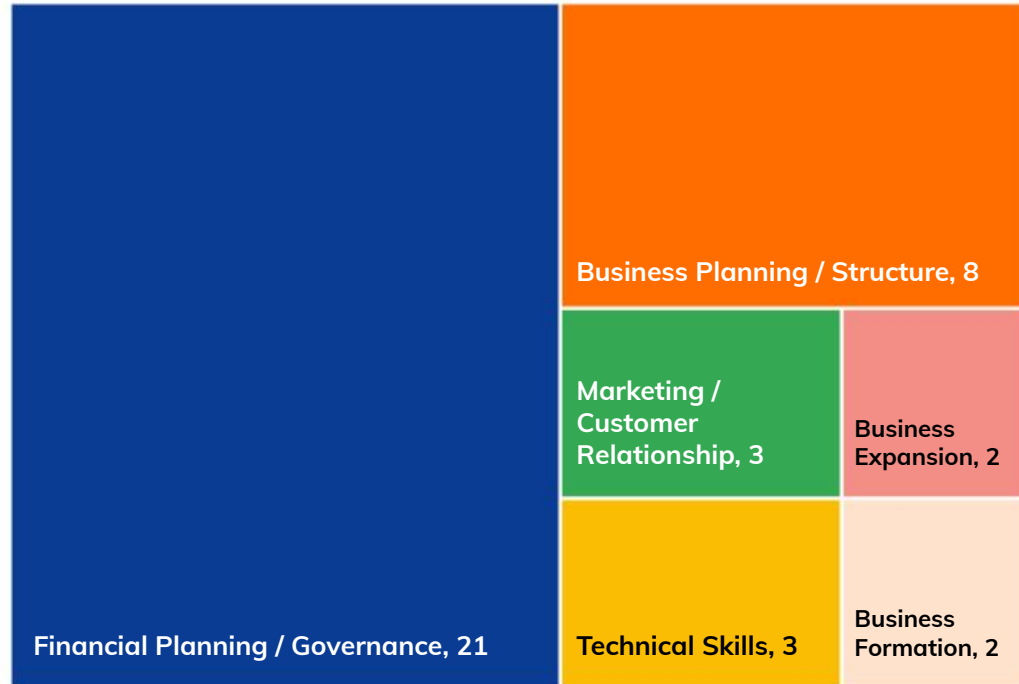 Financial Planning / Governance, 21
Business Planning / Structure, 8
Marketing /
Customer
Relationship, 3
Business
Expansion, 2
Technical Skills, 3
Business
Formation, 2